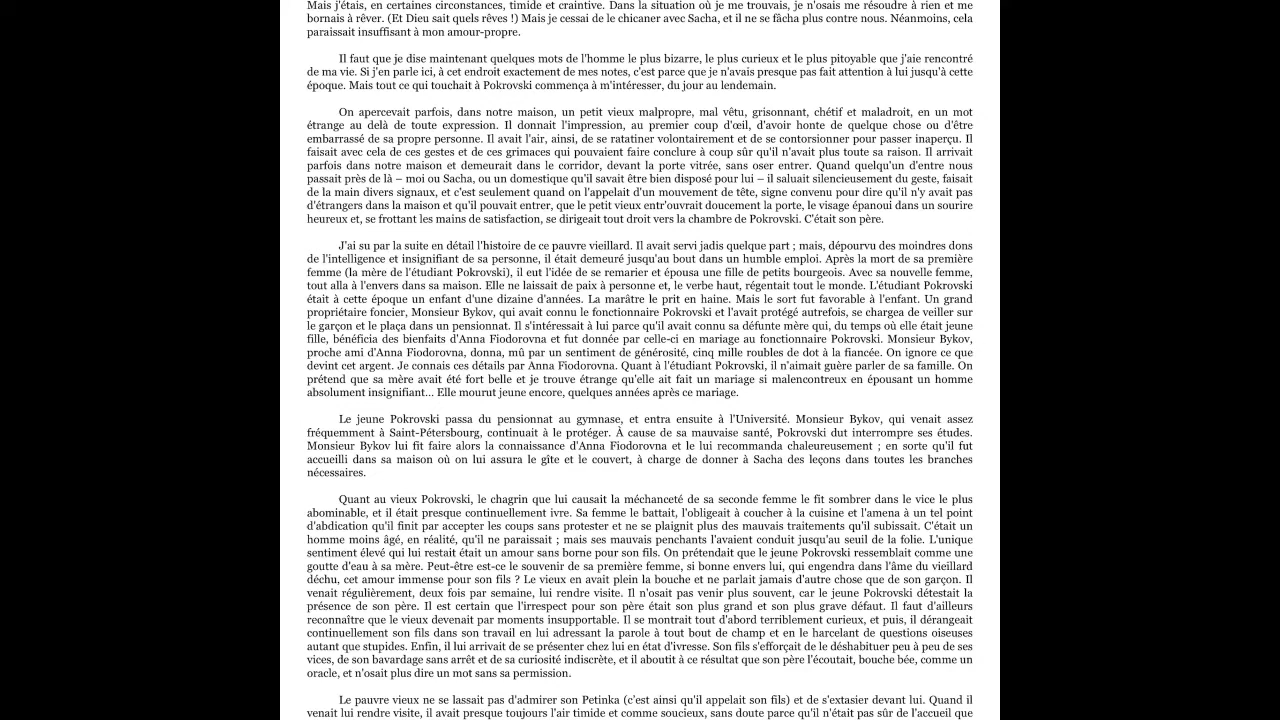 Mais j'étais, en certaines circonstances, timide et craintive. Dans la situation où je me trouvais, je n'osais me résoudre à rien et me
bornais à rêver. (Et Dieu sait quels rêves !) Mais je cessai de le chicaner avec Sacha, et il ne se fâcha plus contre nous. Néanmoins, cela
paraissait insuffisant à mon amour-propre.
Il faut que je dise maintenant quelques mots de l'homme le plus bizarre, le plus curieux et le plus pitoyable que j'aie rencontré
de ma vie. Si j'en parle ici, à cet endroit exactement de mes notes, c'est parce que je n'avais presque pas fait attention à lui jusqu'à cette
époque. Mais tout ce qui touchait à Pokrovski commença à m'intéresser, du jour au lendemain.
On apercevait parfois, dans notre maison, un petit vieux malpropre, mal vêtu, grisonnant, chétif et maladroit, en un mot
étrange au delà de toute expression. Il donnait l'impression, au premier coup d'œil, d'avoir honte de quelque chose ou d'être
embarrassé de sa propre personne. Il avait l'air, ainsi, de se ratatiner volontairement et de se contorsionner pour passer inaperçu. Il
faisait avec cela de ces gestes et de ces grimaces qui pouvaient faire conclure à coup sûr qu'il n'avait plus toute sa raison. Il arrivait
parfois dans notre maison et demeurait dans le corridor, devant la porte vitrée, sans oser entrer. Quand quelqu'un d'entre nous
passait près de là – moi ou Sacha, ou un domestique qu'il savait être bien disposé pour lui – il saluait silencieusement du geste, faisait
de la main divers signaux, et c'est seulement quand on l'appelait d'un mouvement de tête, signe convenu pour dire qu'il n'y avait pas
d'étrangers dans la maison et qu'il pouvait entrer, que le petit vieux entr'ouvrait doucement la porte, le visage épanoui dans un sourire
heureux et, se frottant les mains de satisfaction, se dirigeait tout droit vers la chambre de Pokrovski. C'était son père.
J'ai su par la suite en détail l'histoire de ce pauvre vieillard. Il avait servi jadis quelque part ; mais, dépourvu des moindres dons
de l'intelligence et insignifiant de sa personne, il était demeuré jusqu'au bout dans un humble emploi. Après la mort de sa première
femme (la mère de l'étudiant Pokrovski), il eut l'idée de se remarier et épousa une fille de petits bourgeois. Avec sa nouvelle femme,
tout alla à l'envers dans sa maison. Elle ne laissait de paix à personne et, le verbe haut, régentait tout le monde. L'étudiant Pokrovski
était à cette époque un enfant d'une dizaine d'années. La marâtre le prit en haine. Mais le sort fut favorable à l'enfant. Un grand
propriétaire foncier, Monsieur Bykov, qui avait connu le fonctionnaire Pokrovski et l'avait protégé autrefois, se chargea de veiller sur
le garçon et le plaça dans un pensionnat. Il s'intéressait à lui parce qu'il avait connu sa défunte mère qui, du temps où elle était jeune
fille, bénéficia des bienfaits d'Anna Fiodorovna et fut donnée par celle-ci en mariage au fonctionnaire Pokrovski. Monsieur Bykov,
proche ami d'Anna Fiodorovna, donna, mû par un sentiment de générosité, cinq mille roubles de dot à la fiancée. On ignore ce que
devint cet argent. Je connais ces détails par Anna Fiodorovna. Quant à l'étudiant Pokrovski, il n'aimait guère parler de sa famille. On
prétend que sa mère avait été fort belle et je trouve étrange qu'elle ait fait un mariage si malencontreux en épousant un homme
absolument insignifiant... Elle mourut jeune encore, quelques années après ce mariage.
Le jeune Pokrovski passa du pensionnat au gymnase, et entra ensuite à l'Université. Monsieur Bykov, qui venait assez
fréquemment à Saint-Pétersbourg, continuait à le protéger. À cause de sa mauvaise santé, Pokrovski dut interrompre ses études.
Monsieur Bykov lui fit faire alors la connaissance d'Anna Fiodorovna et le lui recommanda chaleureusement ; en sorte qu'il fut
accueilli dans sa maison où on lui assura le gîte et le couvert, à charge de donner à Sacha des leçons dans toutes les branches
nécessaires.
Quant au vieux Pokrovski, le chagrin que lui causait la méchanceté de sa seconde femme le fit sombrer dans le vice le plus
abominable, et il était presque continuellement ivre. Sa femme le battait, l'obligeait à coucher à la cuisine et l'amena à un tel point
d'abdication qu'il finit par accepter les coups sans protester et ne se plaignit plus des mauvais traitements qu'il subissait. C'était un
homme moins âgé, en réalité, qu'il ne paraissait ; mais ses mauvais penchants l'avaient conduit jusqu'au seuil de la folie. L'unique
sentiment élevé qui lui restait était un amour sans borne pour son fils. On prétendait que le jeune Pokrovski ressemblait comme une
goutte d'eau à sa mère. Peut-être est-ce le souvenir de sa première femme, si bonne envers lui, qui engendra dans l'âme du vieillard
déchu, cet amour immense pour son fils ? Le vieux en avait plein la bouche et ne parlait jamais d'autre chose que de son garçon. Il
venait régulièrement, deux fois par semaine, lui rendre visite. Il n'osait pas venir plus souvent, car le jeune Pokrovski détestait la
présence de son père. Il est certain que l'irrespect pour son père était son plus grand et son plus grave défaut. Il faut d'ailleurs
reconnaître que le vieux devenait par moments insupportable. Il se montrait tout d'abord terriblement curieux, et puis, il dérangeait
continuellement son fils dans son travail en lui adressant la parole à tout bout de champ et en le harcelant de questions oiseuses
autant que stupides. Enfin, il lui arrivait de se présenter chez lui en état d'ivresse. Son fils s'efforçait de le déshabituer peu à peu de ses
vices, de son bavardage sans arrêt et de sa curiosité indiscrète, et il aboutit à ce résultat que son père l'écoutait, bouche bée, comme un
oracle, et n'osait plus dire un mot sans sa permission.
Le pauvre vieux ne se lassait pas d'admirer son Petinka (c'est ainsi qu'il appelait son fils) et de s'extasier devant lui. Quand il
venait lui rendre visite, il avait presque toujours l'air timide et comme soucieux, sans doute parce qu'il n'était pas sûr de l'accueil que